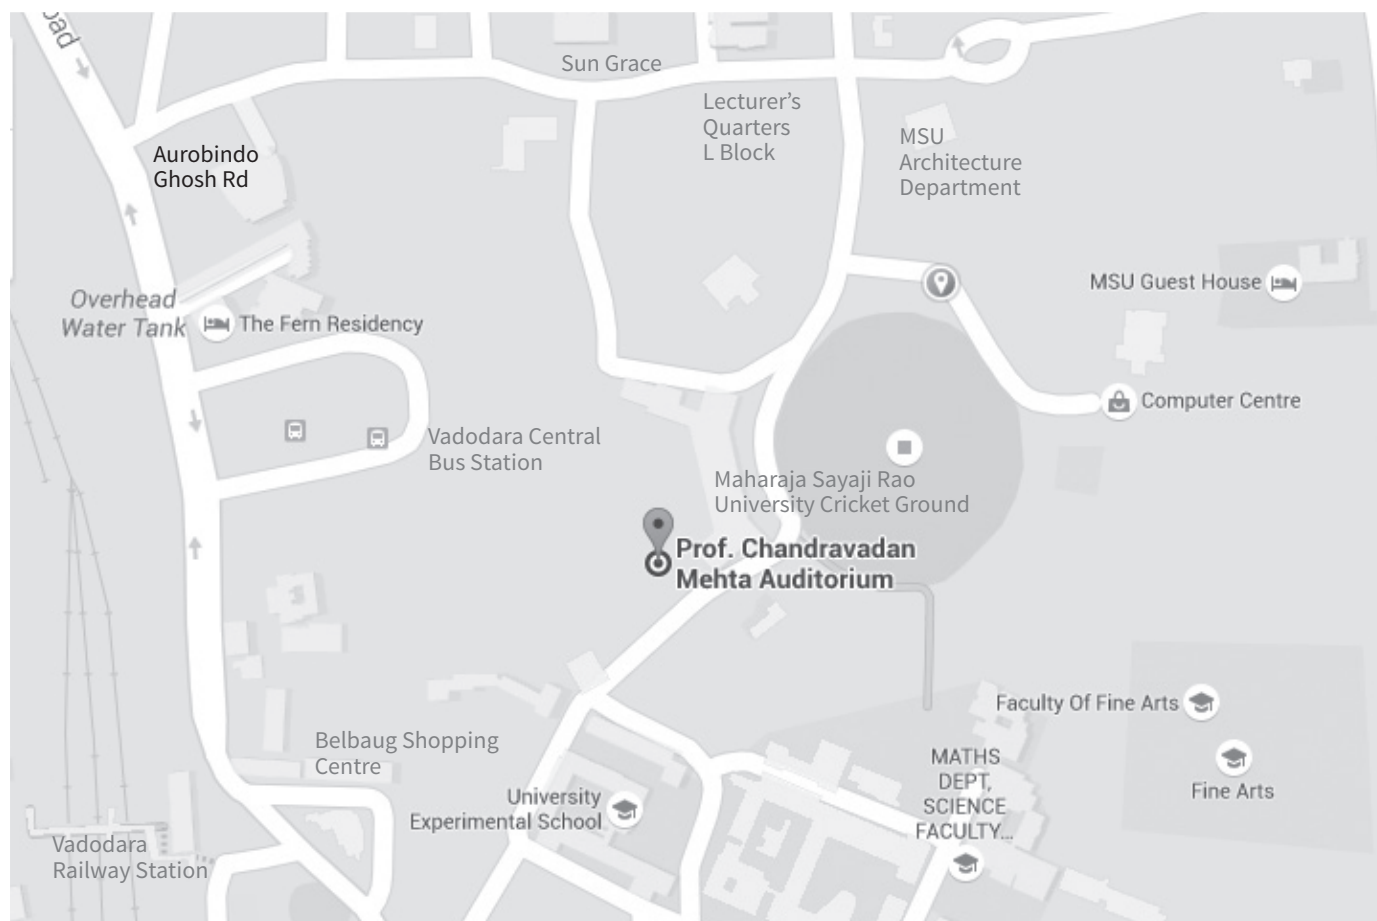 oad
Sun Grace
Lecturer’s
Quarters
L Block
MSU
Architecture
Department
Aurobindo
Ghosh Rd
MSU Guest House
Overhead
Water Tank
The Fern Residency
Computer Centre
Vadodara Central
Bus Station
Maharaja Sayaji Rao
University Cricket Ground
Prof. Chandravadan
Mehta Auditorium
Faculty Of Fine Arts
Belbaug Shopping
Centre
MATHS
DEPT,
SCIENCE
FACULTY...
Fine Arts
University
Experimental School
Vadodara
Railway Station